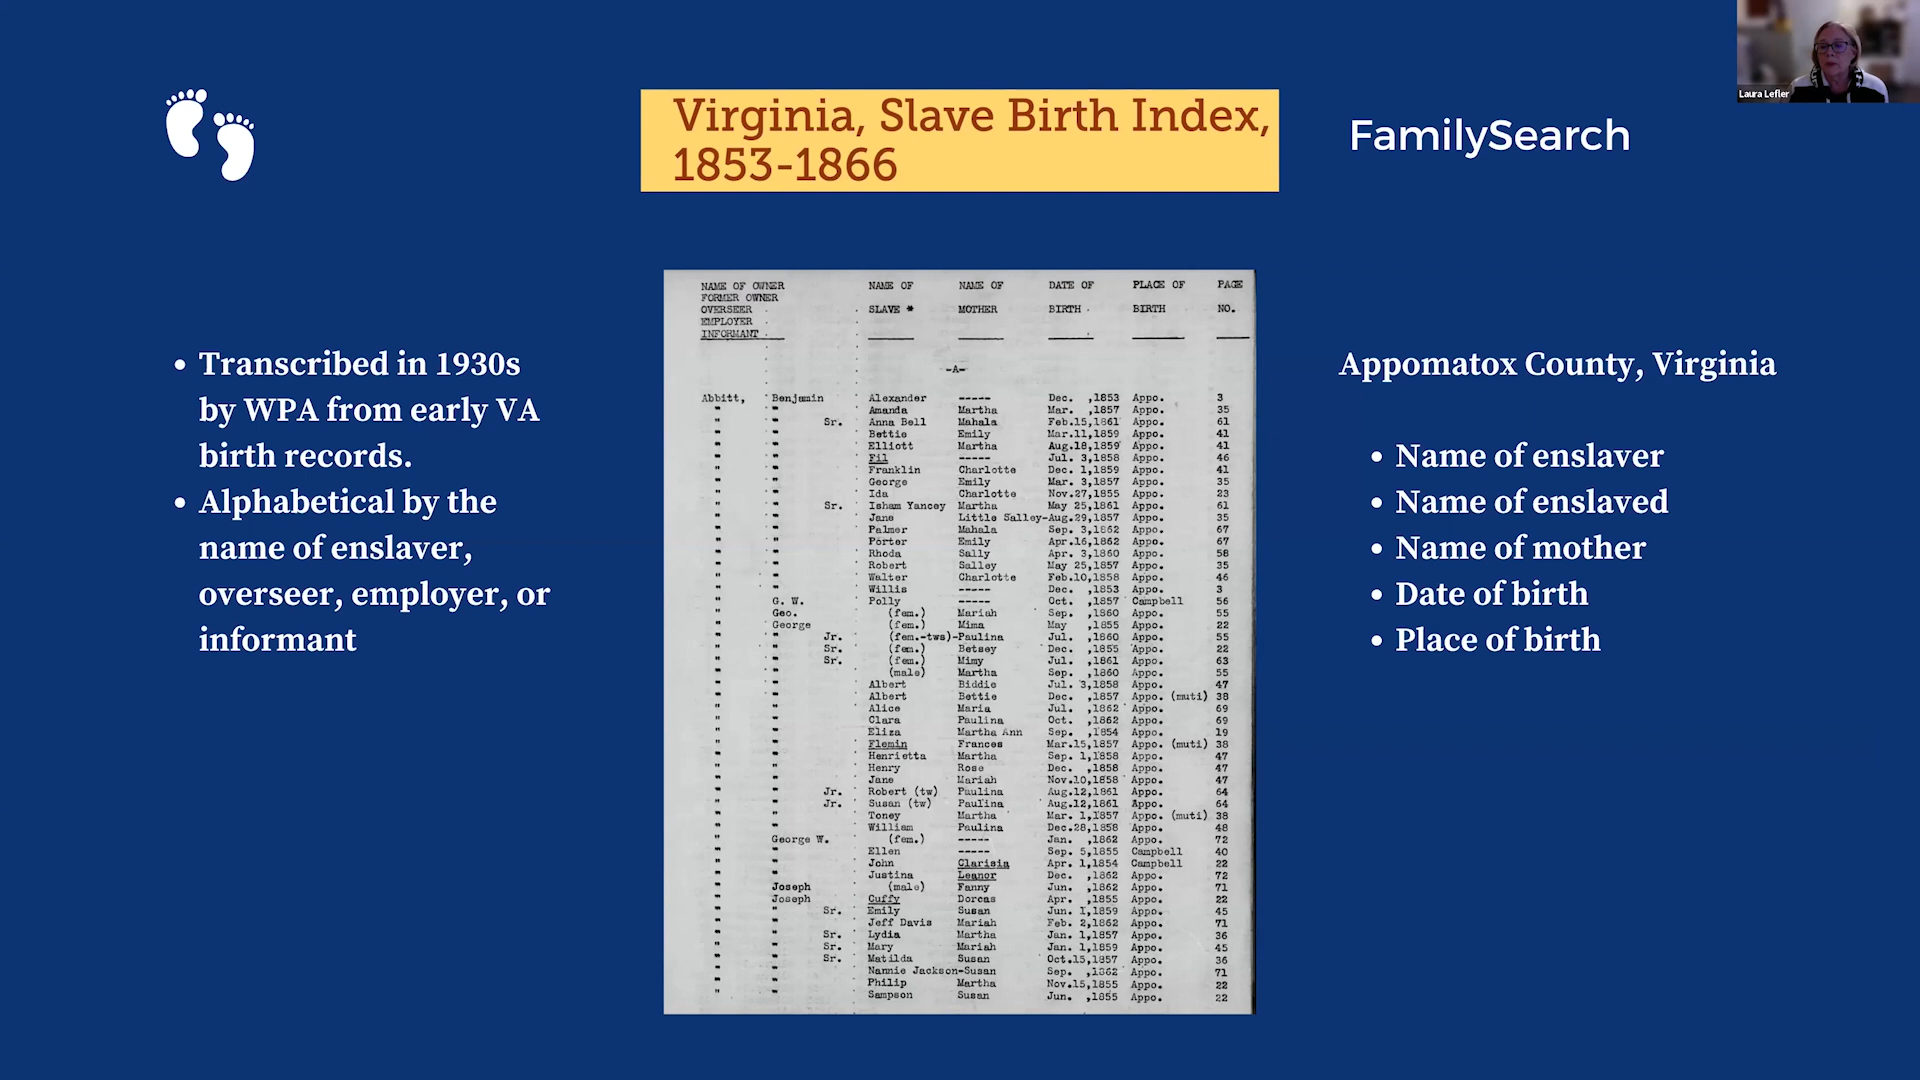 Laura Lefler
Virginia, Slave Birth Index,
1853-1866
FamilySearch
• Transcribed in 1930s
by WPA from early VA
birth records.
• Alphabetical by the
name of enslaver,
overseer, employer, or
informant
NAME OF OWNER NAME OF NAME OF DATE OF PLACE OF PAGE
FORMER OWNER
OVERSEER SLAVE * MOTHER BIRTH BIRTH NO.
EMPLOYER
INFORMANT
-A-
Abbitt, Benjamin Alexander ----- Dec. ,1853 Appo. 3
" " Amanda Martha Mar. ,1857 Appo. 35
" " Sr. Anna Bell Mahala Feb.15,1861 Appo. 61
" " Bettie Emily Mar.11,1859 Appo. 41
" " Elliott Martha Aug.18,1859 Appo. 41
" " Fil ----- Jul. 3,1858 Appo. 46
" " Franklin Charlotte Dec. 1,1859 Appo. 41
" " George Emily Mar. 3,1857 Appo. 35
" " Ida Charlotte Nov.27,1855 Appo. 23
" " Sr. Isham Yancey Martha May 25,1861 Appo. 61
" " Jane Little Salley-Aug.29,1857 Appo. 35
" " Palmer Mahala Sep. 3,1862 Appo. 67
" " Porter Emily Apr.16,1862 Appo. 67
" " Rhoda Sally Apr. 3,1860 Appo. 58
" " Robert Salley May 25,1857 Appo. 35
" " Walter Charlotte Feb.10,1858 Appo. 46
" " Willis ----- Dec. ,1853 Appo. 3
" G. W. Polly ----- Oct. ,1857 Campbell 56
" Geo. (fem.) Mariah Sep. ,1860 Appo. 55
" George (fem.) Mima May ,1855 Appo. 22
" " Jr. (fem.-tws)-Paulina Jul. ,1860 Appo. 55
" " Sr. (fem.) Betsey Dec. ,1855 Appo. 22
" " Sr. (fem.) Mimy Jul. ,1861 Appo. 63
" " (male) Martha Sep. ,1860 Appo. 55
" " Albert Biddie Jul. 3,1858 Appo. 47
" " Albert Bettie Dec. ,1857 Appo. (muti) 38
" " Alice Maria Jul. ,1862 Appo. 69
" " Clara Paulina Oct. ,1862 Appo. 69
" " Eliza Martha Ann Sep. ,1854 Appo. 19
" " Flemin Frances Mar.15,1857 Appo. (muti) 38
" " Henrietta Martha Sep. 1,1858 Appo. 47
" " Henry Rose Dec. ,1858 Appo. 47
" " Jane Mariah Nov.10,1858 Appo. 47
" " Jr. Robert (tw) Paulina Aug.12,1861 Appo. 64
" " Jr. Susan (tw) Paulina Aug.12,1861 Appo. 64
" " Toney Martha Mar. 1,1857 Appo. (muti) 38
" " William Paulina Dec.28,1858 Appo. 48
" George W. (fem.) ----- Jan. ,1862 Appo. 72
" " Ellen ----- Sep. 5,1855 Campbell 40
" " John Clarisia Apr. 1,1854 Campbell 22
" " Justina Leanor Dec. ,1862 Appo. 72
" Joseph (male) Fanny Jun. ,1862 Appo. 71
" Joseph Cuffy Dorcas Apr. ,1855 Appo. 22
" " Sr. Emily Susan Jun. 1,1859 Appo. 45
" " Jeff Davis Mariah Feb. 2,1862 Appo. 71
" " Sr. Lydia Martha Jan. 1,1857 Appo. 36
" " Sr. Mary Mariah Jan. 1,1859 Appo. 45
" " Sr. Matilda Susan Oct.15,1857 Appo. 36
" " Nannie Jackson-Susan Sep. ,1862 Appo. 71
" " Philip Martha Nov.15,1855 Appo. 22
" " Sampson Susan Jun. ,1855 Appo. 22
Appomatox County, Virginia
• Name of enslaver
• Name of enslaved
• Name of mother
• Date of birth
• Place of birth